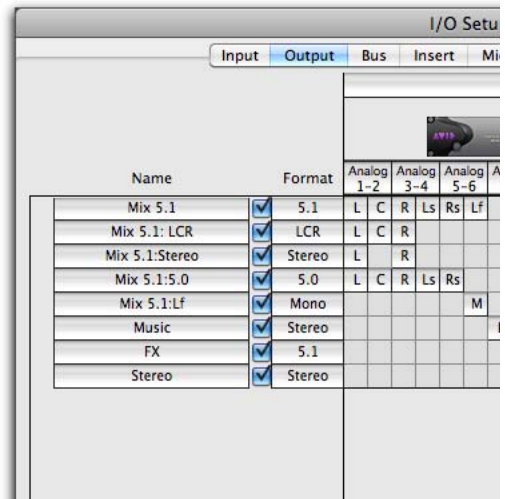 I/O Setu
Input Output Bus Insert Mi
AVID
Name Format Analog 1-2 Analog 3-4 Analog 5-6 A
Mix 5.1 5.1 L C R Ls Rs Lf
Mix 5.1: LCR LCR L C R
Mix 5.1:Stereo Stereo L R
Mix 5.1:5.0 5.0 L C R Ls Rs
Mix 5.1:Lf Mono M
Music Stereo
FX 5.1
Stereo Stereo